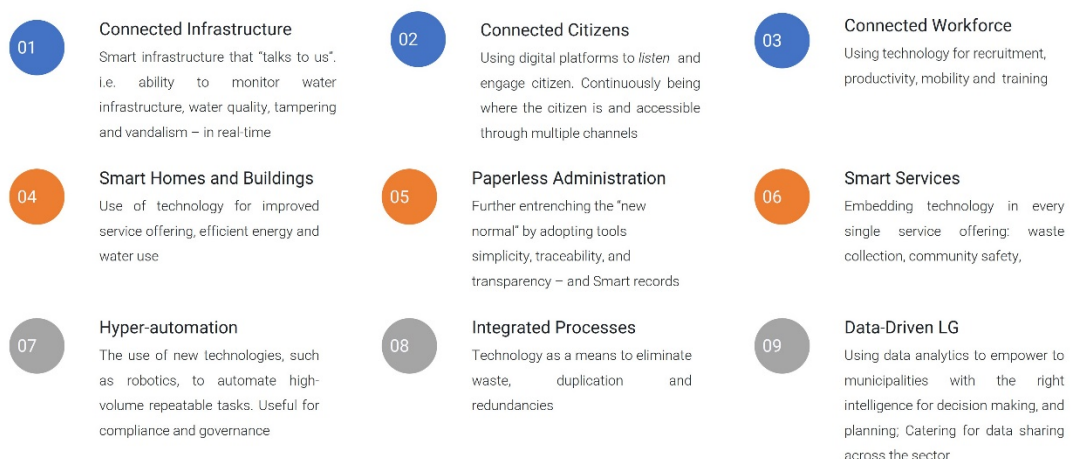 01
Connected Infrastructure
Smart infrastructure that “talks to us”.
i.e. ability to monitor water
infrastructure, water quality, tampering
and vandalism – in real-time
02
Connected Citizens
Using digital platforms to listen and
engage citizen. Continuously being
where the citizen is and accessible
through multiple channels
03
Connected Workforce
Using technology for recruitment,
productivity, mobility and training
04
Smart Homes and Buildings
Use of technology for improved
service offering, efficient energy and
water use
05
Paperless Administration
Further entrenching the “new
normal” by adopting tools
simplicity, traceability, and
transparency – and Smart records
06
Smart Services
Embedding technology in every
single service offering: waste
collection, community safety,
07
Hyper-automation
The use of new technologies, such
as robotics, to automate high-
volume repeatable tasks. Useful for
compliance and governance
08
Integrated Processes
Technology as a means to eliminate
waste, duplication and
redundancies
09
Data-Driven LG
Using data analytics to empower to
municipalities with the right
intelligence for decision making, and
planning; Catering for data sharing
across the sector